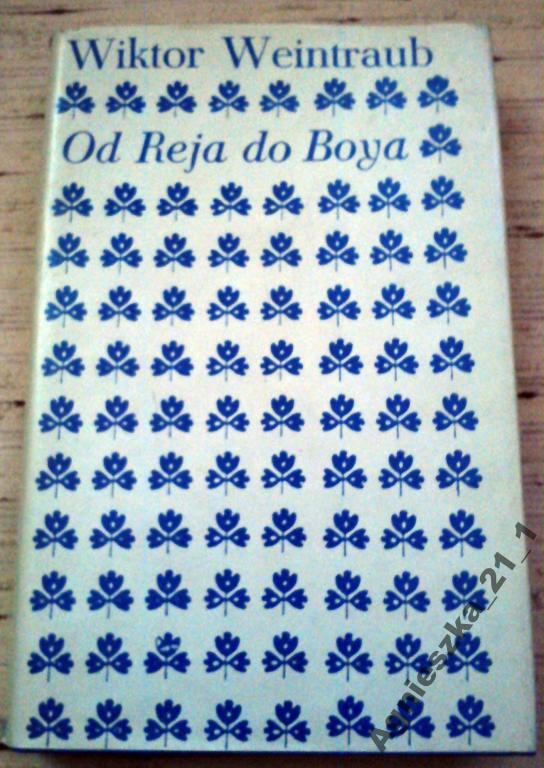 Wiktor Weintraub
Od Reja do Boya
Agnieszka_21_1